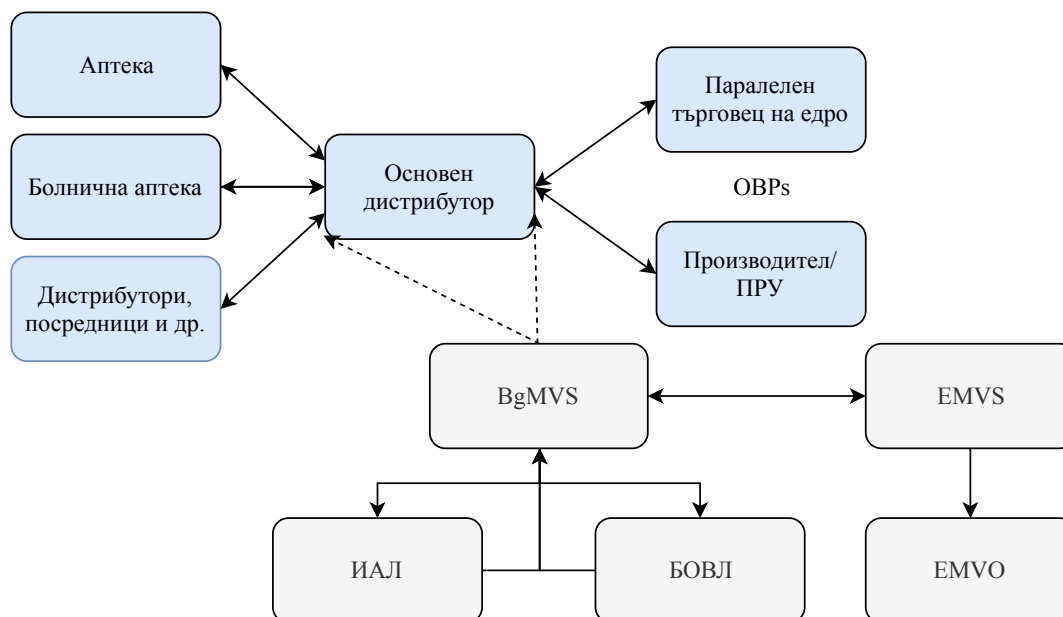 Аптека
Паралелен
търговец на едро
Основен
дистрибутор
Болнична аптека
OBPs
Производител/
ПРУ
Дистрибутори,
посредници и др.
BgMVS
EMVS
ИАЛ
БОВЛ
EMVO